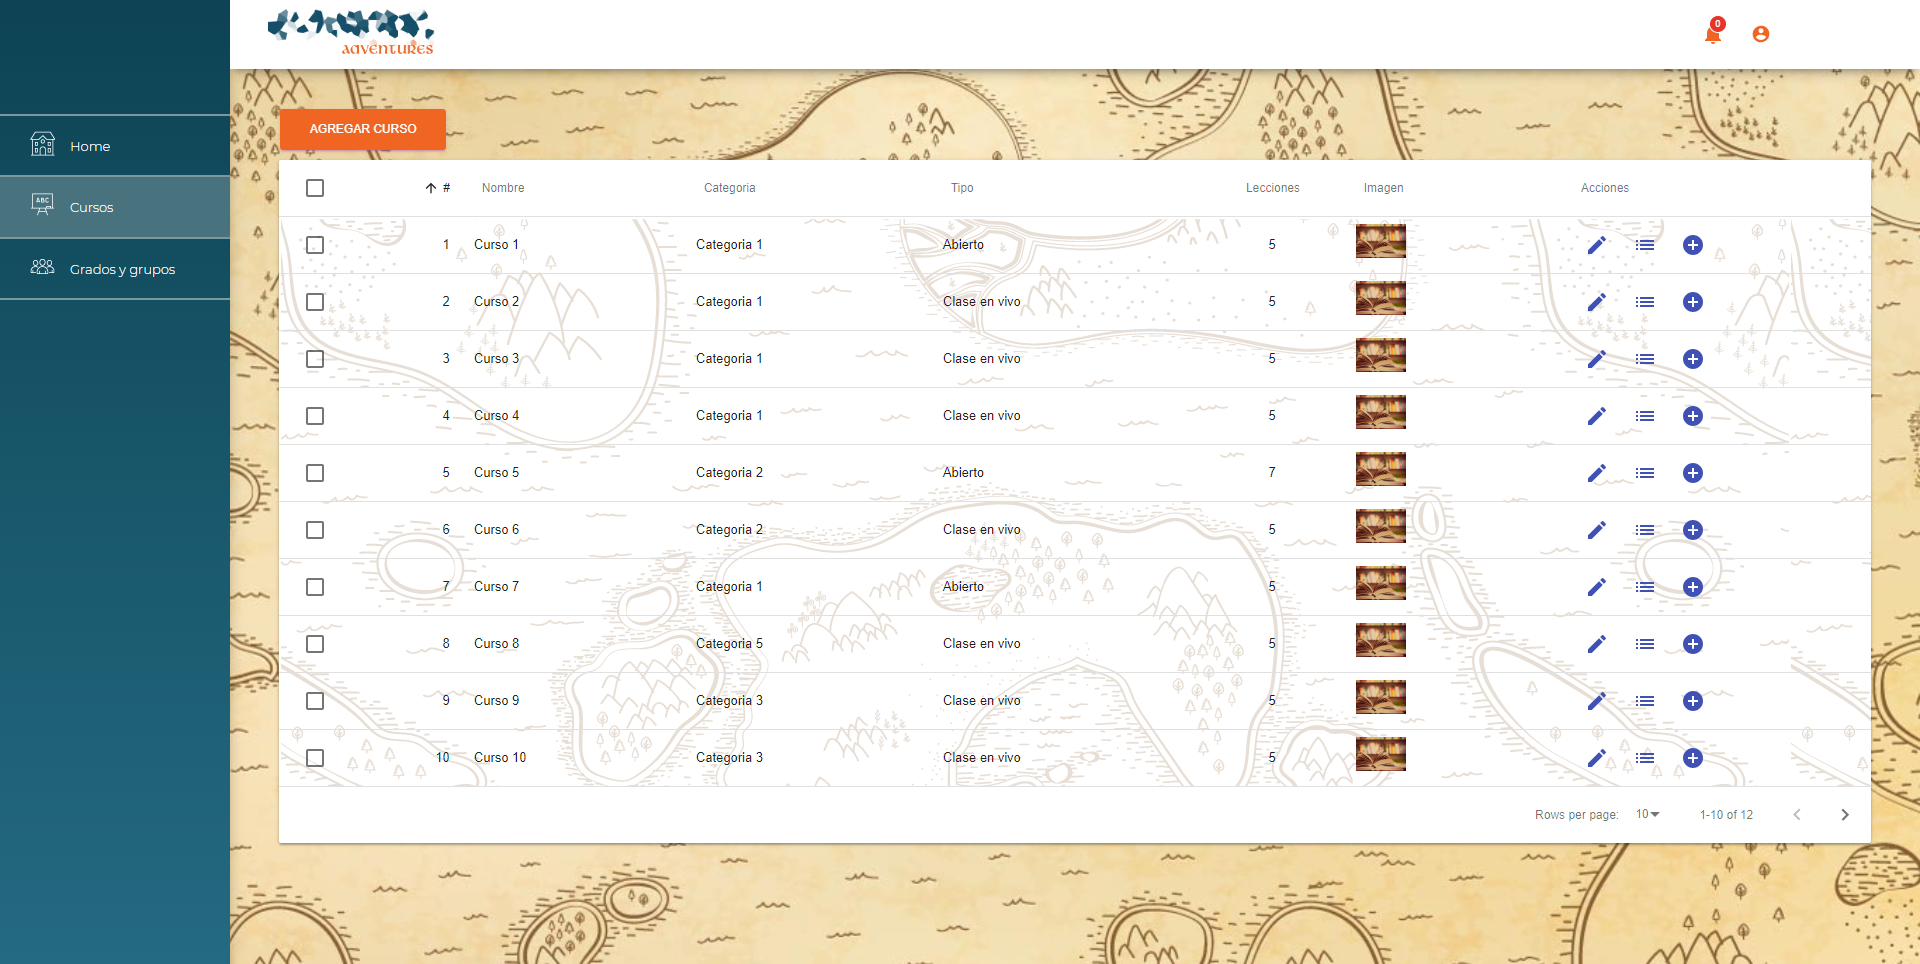 ADVENTURES
0
Home
ABC
Cursos
Grados y grupos
AGREGAR CURSO
# Nombre Categoria Tipo Lecciones Imagen Acciones
1 Curso 1 Categoria 1 Abierto 5
2 Curso 2 Categoria 1 Clase en vivo 5
3 Curso 3 Categoria 1 Clase en vivo 5
4 Curso 4 Categoria 1 Clase en vivo 5
5 Curso 5 Categoria 2 Abierto 7
6 Curso 6 Categoria 2 Clase en vivo 5
7 Curso 7 Categoria 1 Abierto 5
8 Curso 8 Categoria 5 Clase en vivo 5
9 Curso 9 Categoria 3 Clase en vivo 5
10 Curso 10 Categoria 3 Clase en vivo 5
Rows per page: 10 1-10 of 12